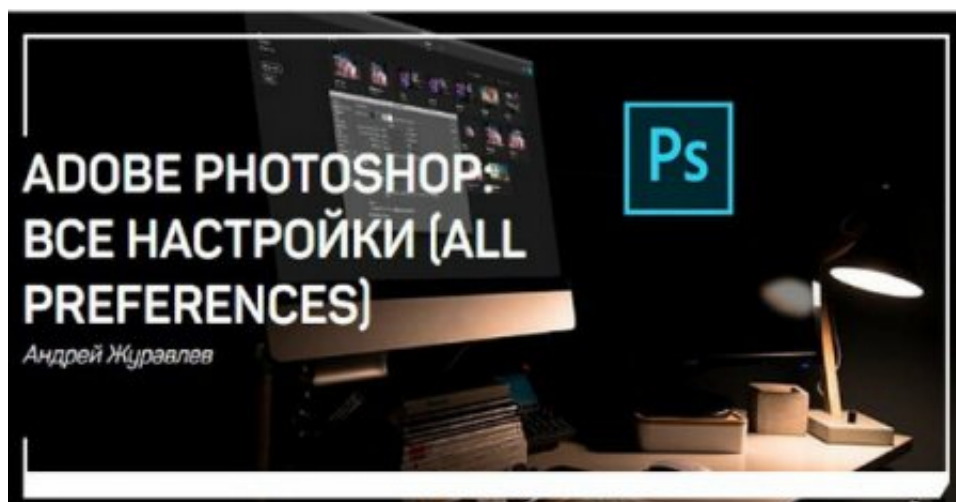 ADOBE PHOTOSHOP:
ВСЕ НАСТРОЙКИ (ALL
PREFERENCES)
Андрей Журавлев
Ps